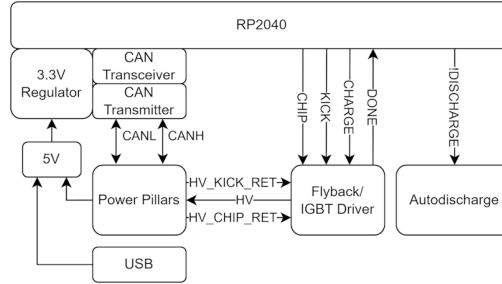 RP2040
3.3V
Regulator
CAN
Transceiver
CAN
Transmitter
CHIP
KICK
CHARGE
DONE
!DISCHARGE
CANL
CANH
5V
Power Pillars
HV_KICK_RET
HV
HV_CHIP_RET
Flyback/
IGBT Driver
Autodischarge
USB